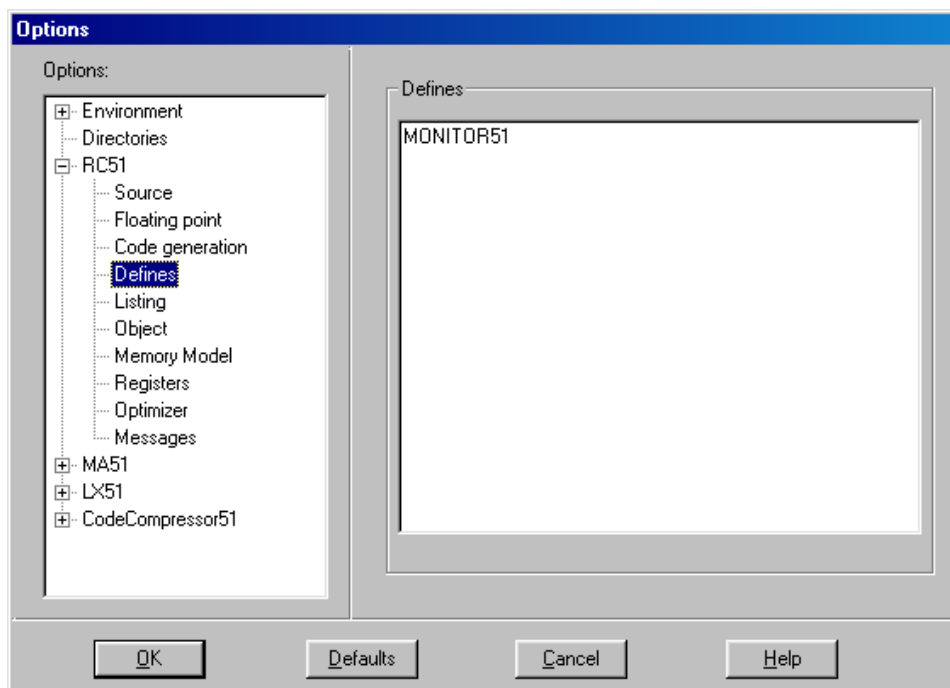 Options
Options:
Environment
Directories
RC51
Source
Floating point
Code generation
Defines
Listing
Object
Memory Model
Registers
Optimizer
Messages
MA51
LX51
CodeCompressor51
Defines
MONITOR51
OK
Defaults
Cancel
Help